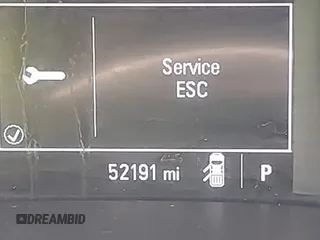 Service
ESC
52191 mi P
DREAMBID